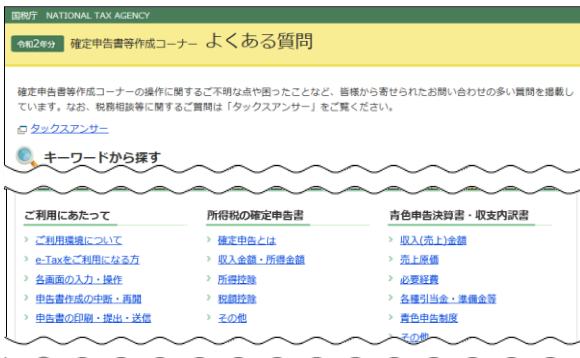 国税庁 NATIONAL TAX AGENCY
令和2年分 確定申告書等作成コーナー よくある質問
確定申告書等作成コーナーの操作に関するご不明な点や困ったことなど、皆様から寄せられたお問い合わせの多い質問を掲載し
ています。なお、税務相談等に関するご質問は「タックスアンサー」をご覧ください。
タックスアンサー
キーワードから探す
ご利用にあたって
ご利用環境について
e-Taxをご利用になる方
各画面の入力・操作
申告書作成の中断・再開
申告書の印刷・提出・送信
所得税の確定申告書
確定申告とは
収入金額・所得金額
所得控除
税額控除
その他
青色申告決算書・収支内訳書
収入(売上)金額
売上原価
必要経費
各種引当金・準備金等
青色申告制度
その他